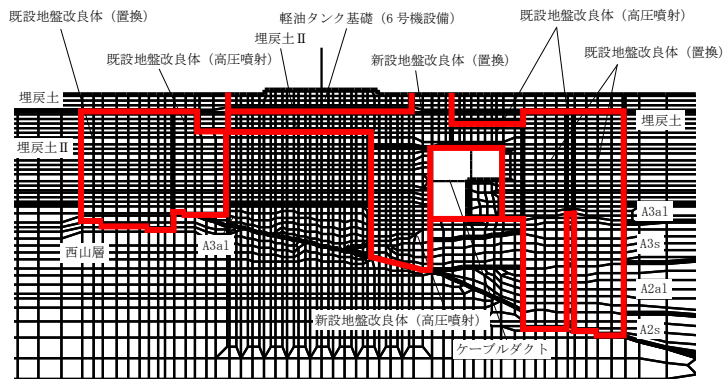 既設地盤改良体（置換）
軽油タンク基礎（6号機設備）
既設地盤改良体（高圧噴射）
埋戻土Ⅱ
既設地盤改良体（高圧噴射）
新設地盤改良体（置換）
既設地盤改良体（置換）
埋戻土
埋戻土
埋戻土Ⅱ
A3al
西山層
A3al
A3s
A2al
新設地盤改良体（高圧噴射）
A2s
ケーブルダクト